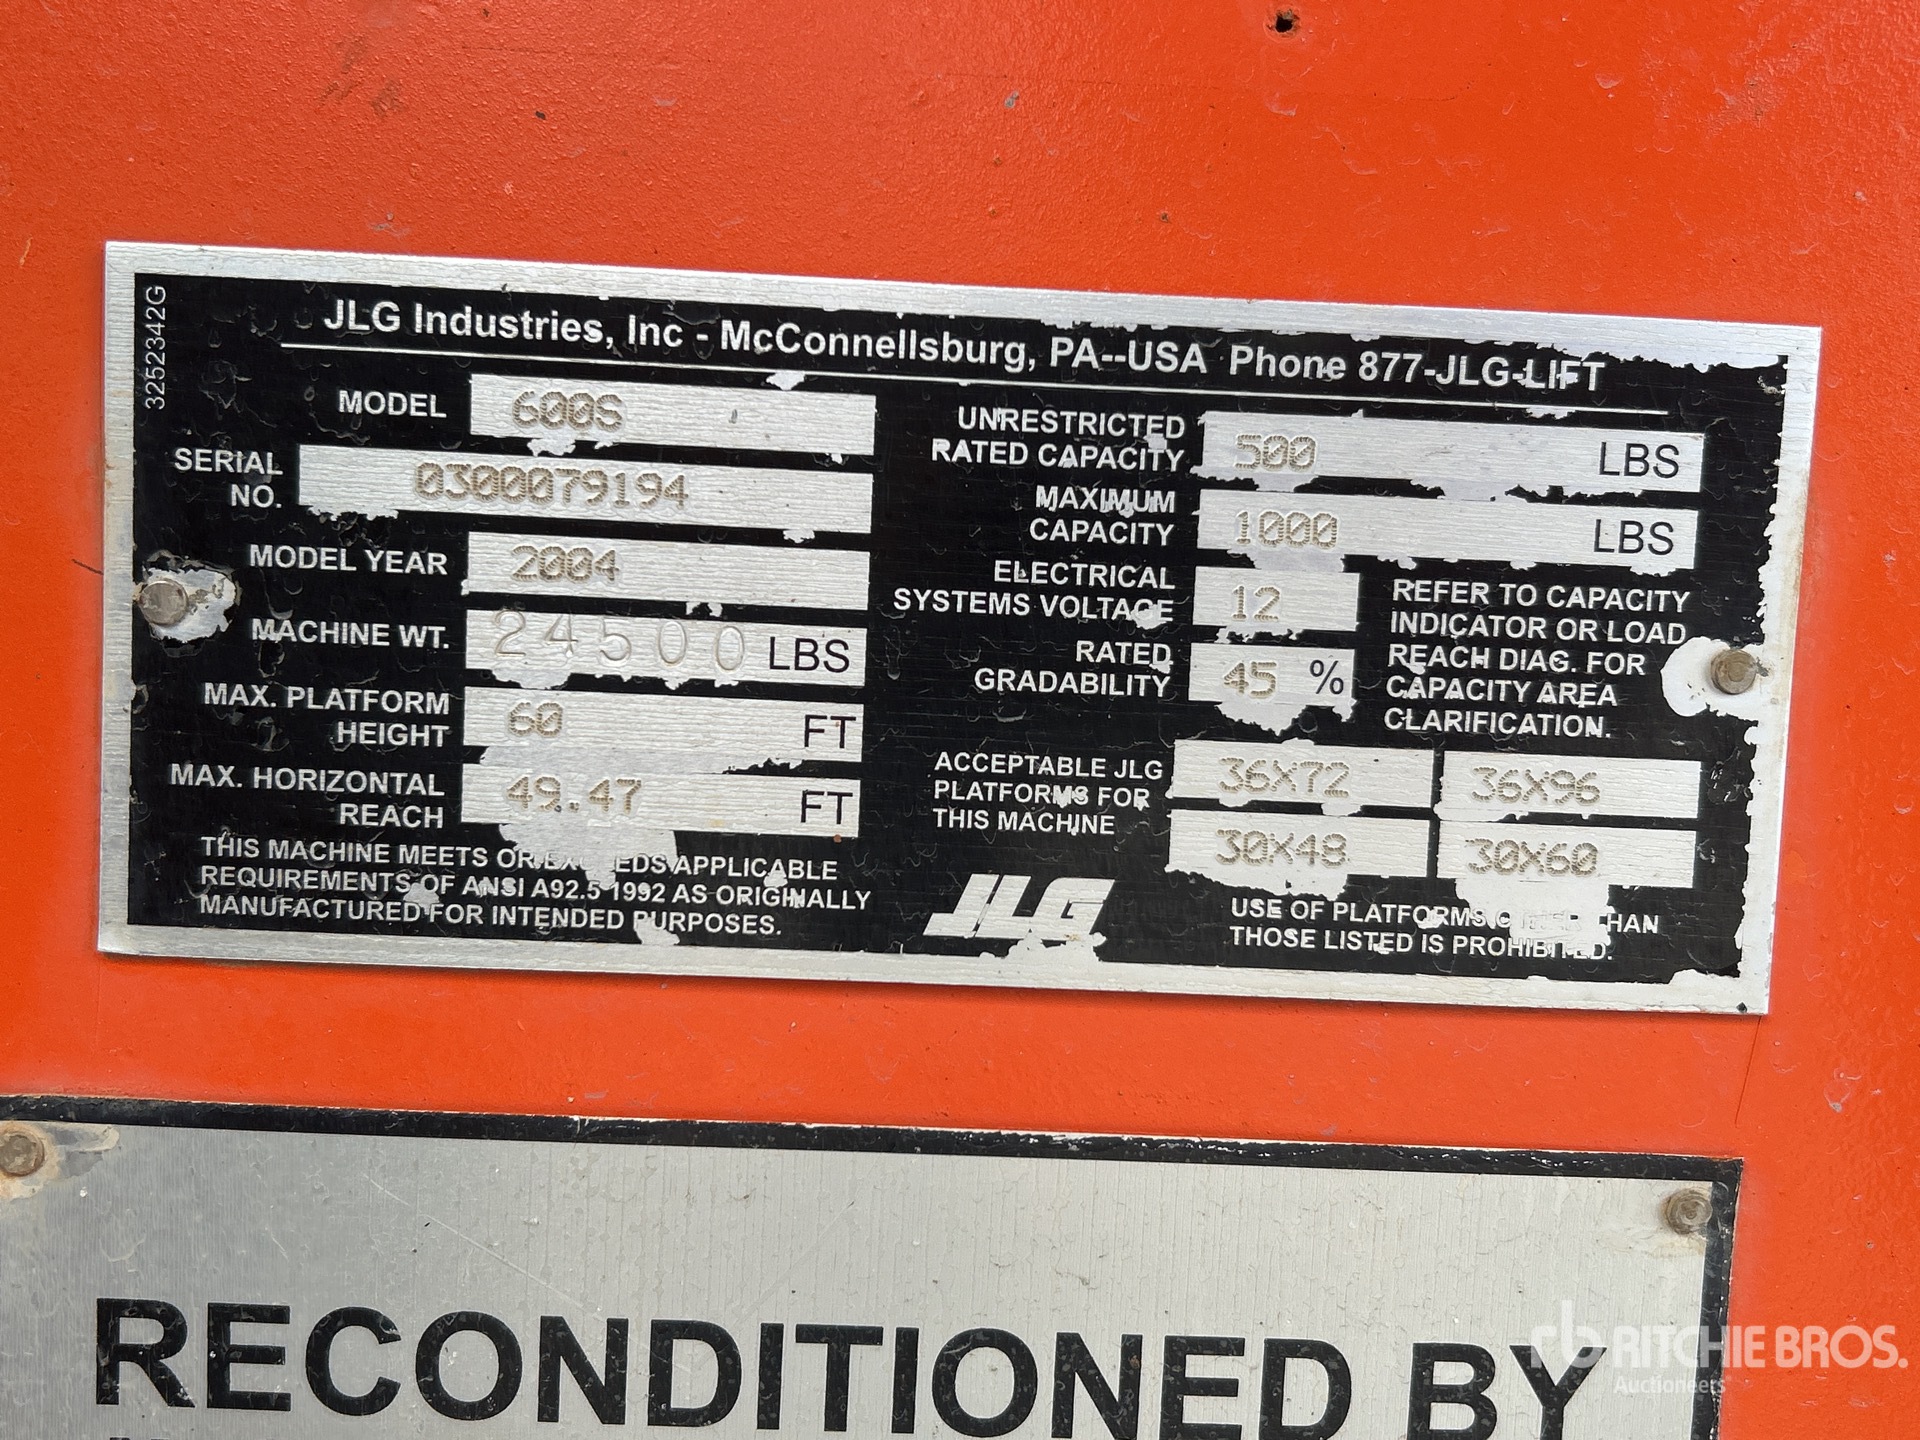 32523342G
JLG Industries, Inc - McConnellsburg, PA--USA Phone 877-JLG-LIFT
MODEL 600S
SERIAL NO. 0300079194
MODEL YEAR 2004
MACHINE WT. 24500 LBS
MAX. PLATFORM HEIGHT 60 FT
MAX. HORIZONTAL REACH 49.47 FT
THIS MACHINE MEETS OR EXCEEDS APPLICABLE
REQUIREMENTS OF ANSI A92.5 1992 AS ORIGINALLY
MANUFACTURED FOR INTENDED PURPOSES.
UNRESTRICTED RATED CAPACITY 500 LBS
MAXIMUM CAPACITY 1000 LBS
ELECTRICAL SYSTEMS VOLTAGE 12
RATED GRADABILITY 45 %
REFER TO CAPACITY
INDICATOR OR LOAD
REACH DIAG. FOR
CAPACITY AREA
CLARIFICATION.
ACCEPTABLE JLG
PLATFORMS FOR
THIS MACHINE
36X72 36X96
30X48 30X60
JLG
USE OF PLATFORMS THAN
THOSE LISTED IS PROHIBITED.
RECONDITIONED BY
rb RITCHIE BROS.
Auctioneers